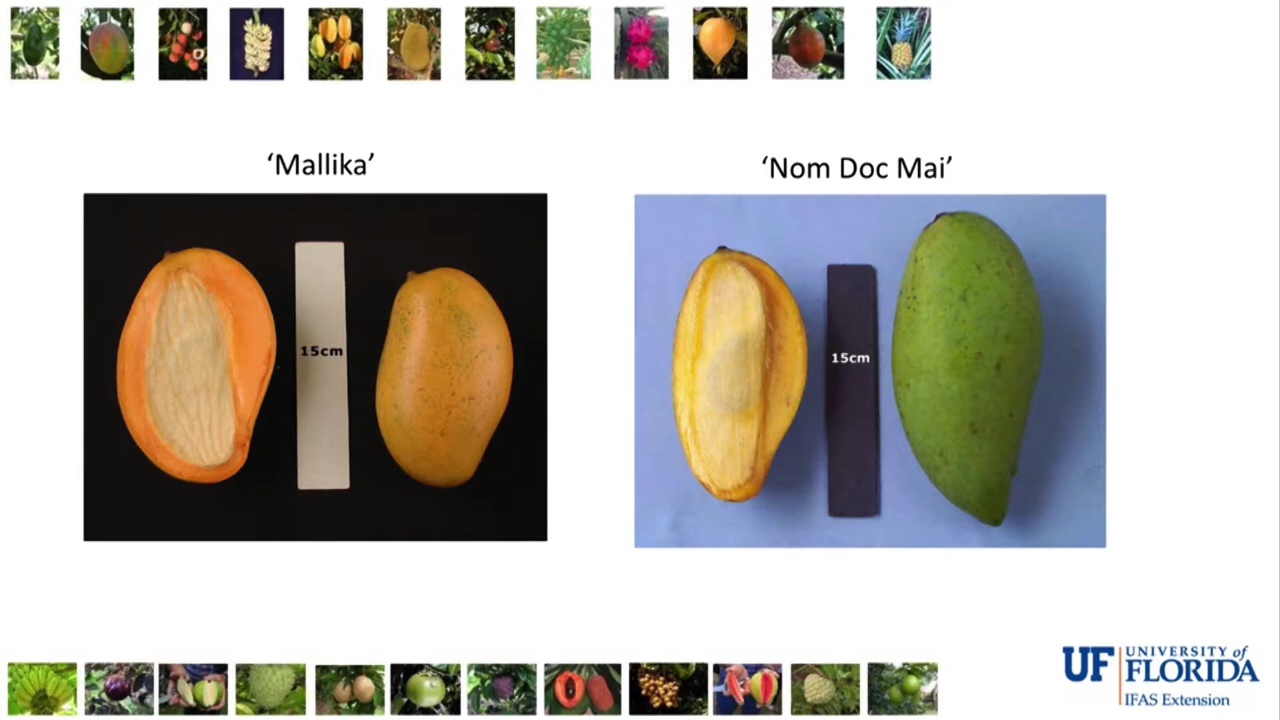 ‘Mallika’
‘Nom Doc Mai’
15cm
15cm
UF UNIVERSITY of
FLORIDA
IFAS Extension